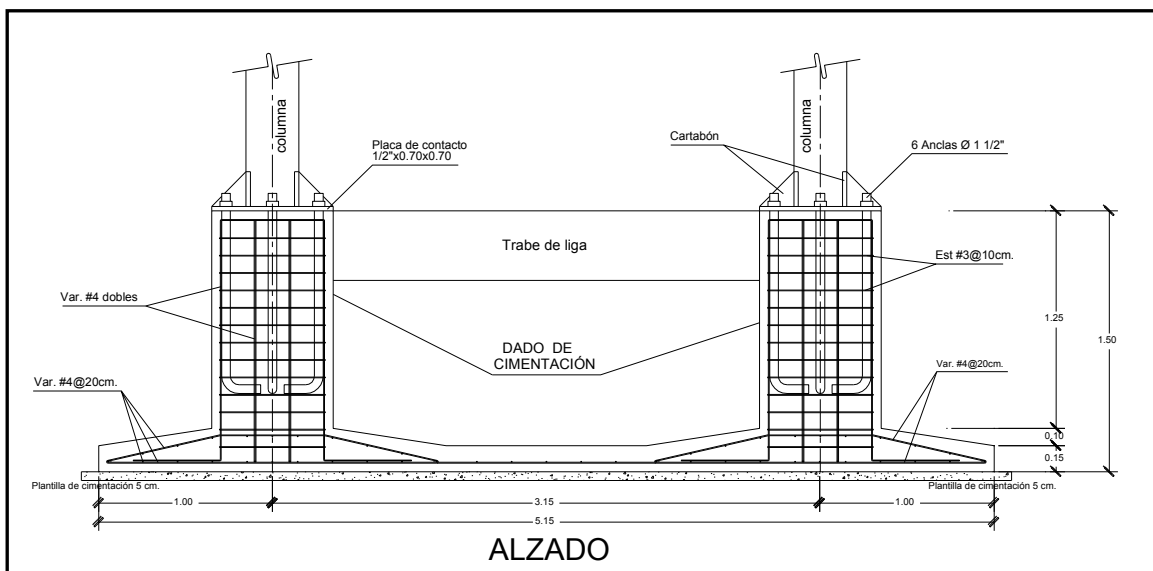 columna
columna
Placa de contacto
1/2"x0.70x0.70
Cartabón
6 Anclas Ø 1 1/2"
Trabe de liga
Est #3@10cm.
Var. #4 dobles
1.25
1.50
DADO DE
CIMENTACIÓN
Var. #4@20cm.
Var. #4@20cm.
0.10
0.15
Plantilla de cimentación 5 cm.
Plantilla de cimentación 5 cm.
1.00
3.15
1.00
5.15
ALZADO